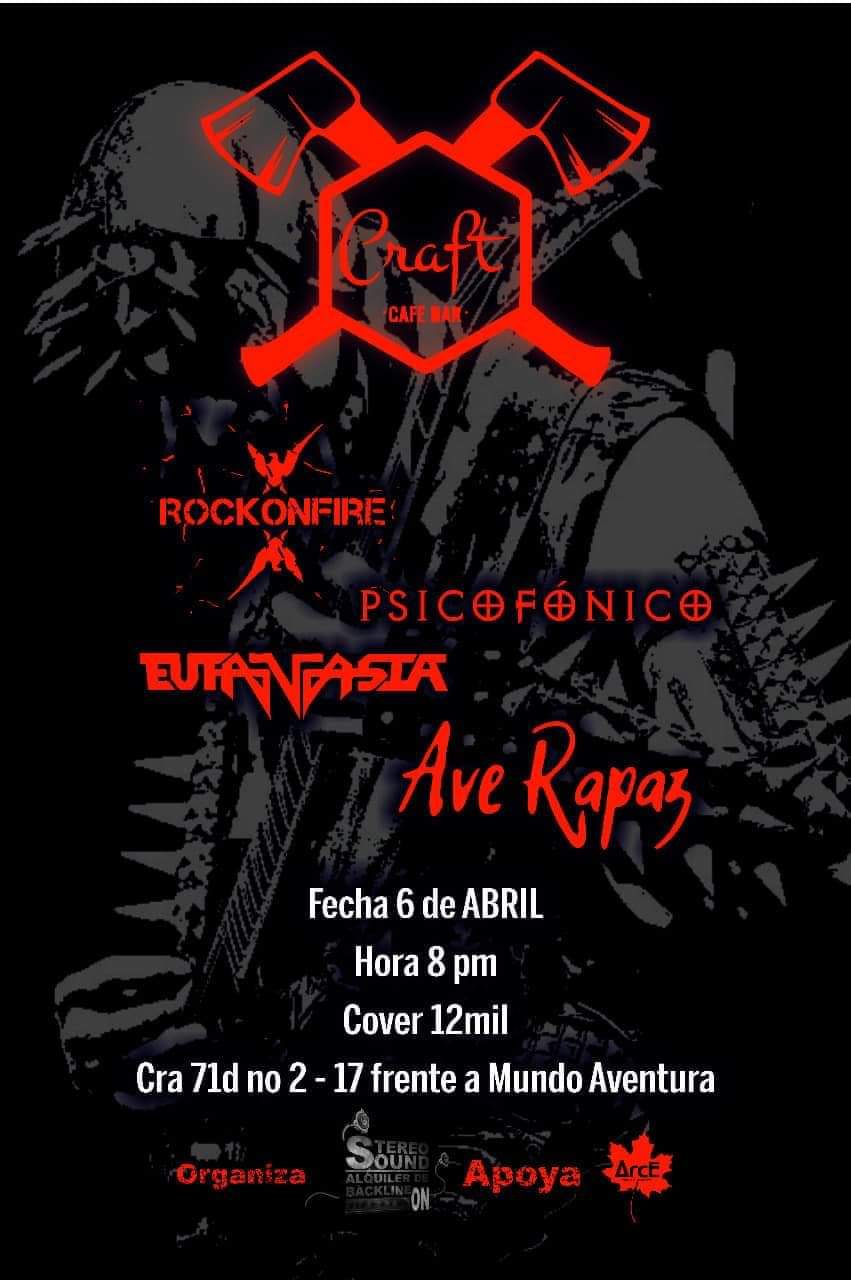 Craft
CAFE BAR
ROCKONFIRE
PSICOFÓNICO
EUTANASIA
Ave Rapaz
Fecha 6 de ABRIL
Hora 8 pm
Cover 12mil
Cra 71d no 2 - 17 frente a Mundo Aventura
Organiza
STEREO
SOUND
ALQUILER DE
BACKLINE
ON
Apoya
ArcE